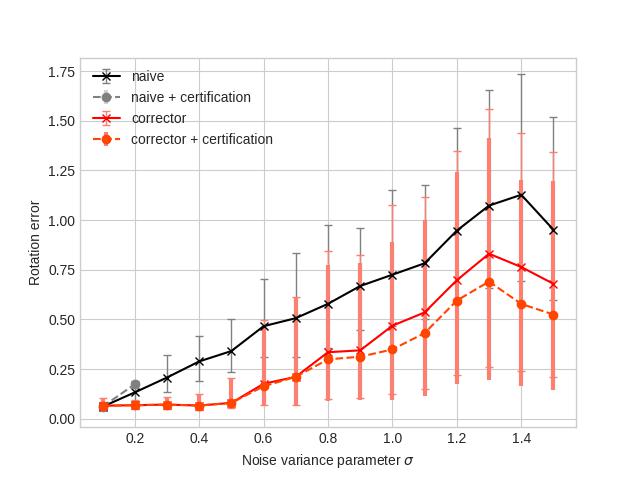 1.75
1.50
1.25
1.00
0.75
0.50
0.25
0.00
Rotation error
naive
naive + certification
corrector
corrector + certification
0.2 0.4 0.6 0.8 1.0 1.2 1.4
Noise variance parameter σ